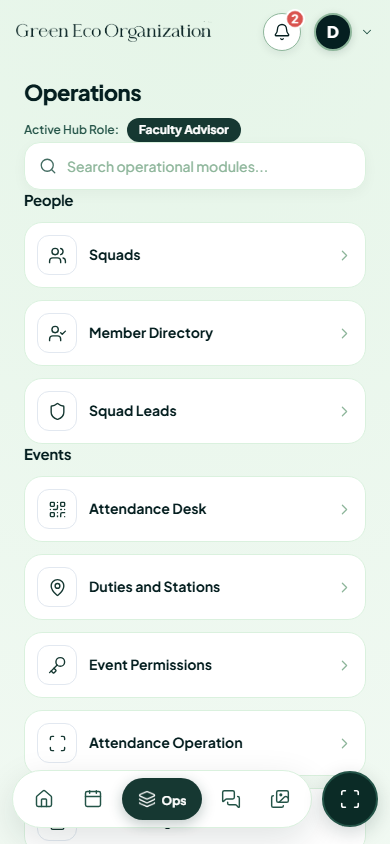 Green Eco Organization
2
D
Operations
Active Hub Role: Faculty Advisor
Search operational modules...
People
Squads
Member Directory
Squad Leads
Events
Attendance Desk
Duties and Stations
Event Permissions
Attendance Operation
Ops